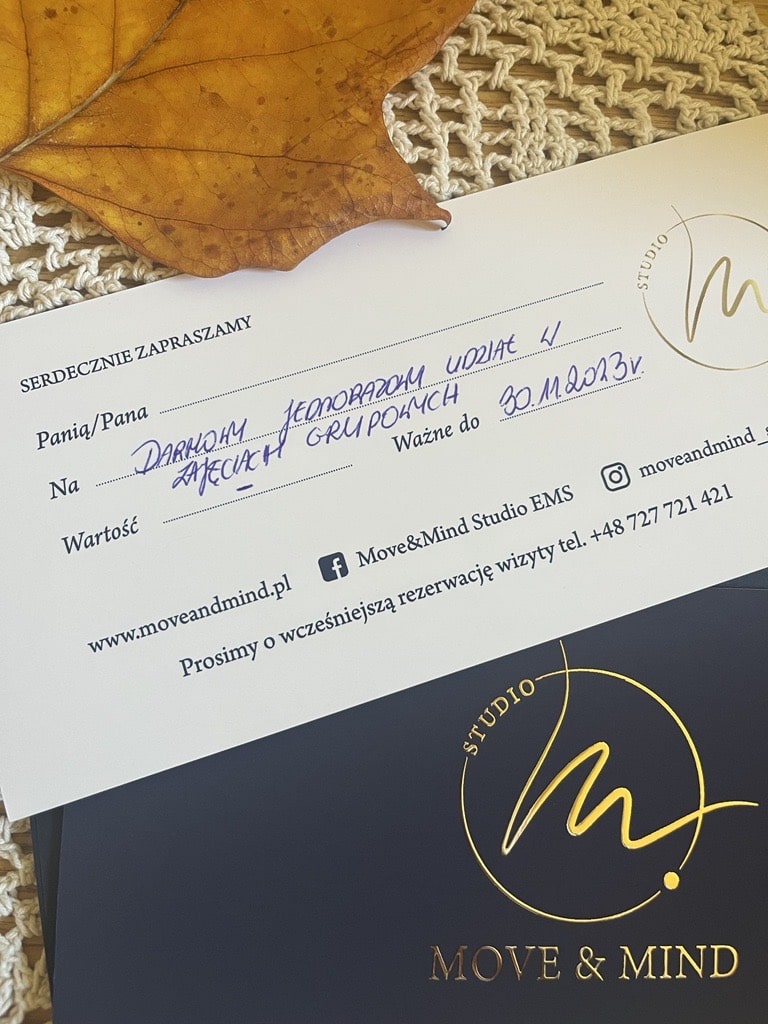 STUDIO
SERDECZNIE ZAPRASZAMY
Panią/Pana
Na DARMOWY JEDNORAZOWY UDZIAŁ W
ZAJĘCIACH GRUPOWYCH
Ważne do 30.11.2023r.
Wartość –
www.moveandmind.pl Move&Mind Studio EMS moveandmind_
Prosimy o wcześniejszą rezerwację wizyty tel. +48 727 721 421
STUDIO
MOVE & MIND